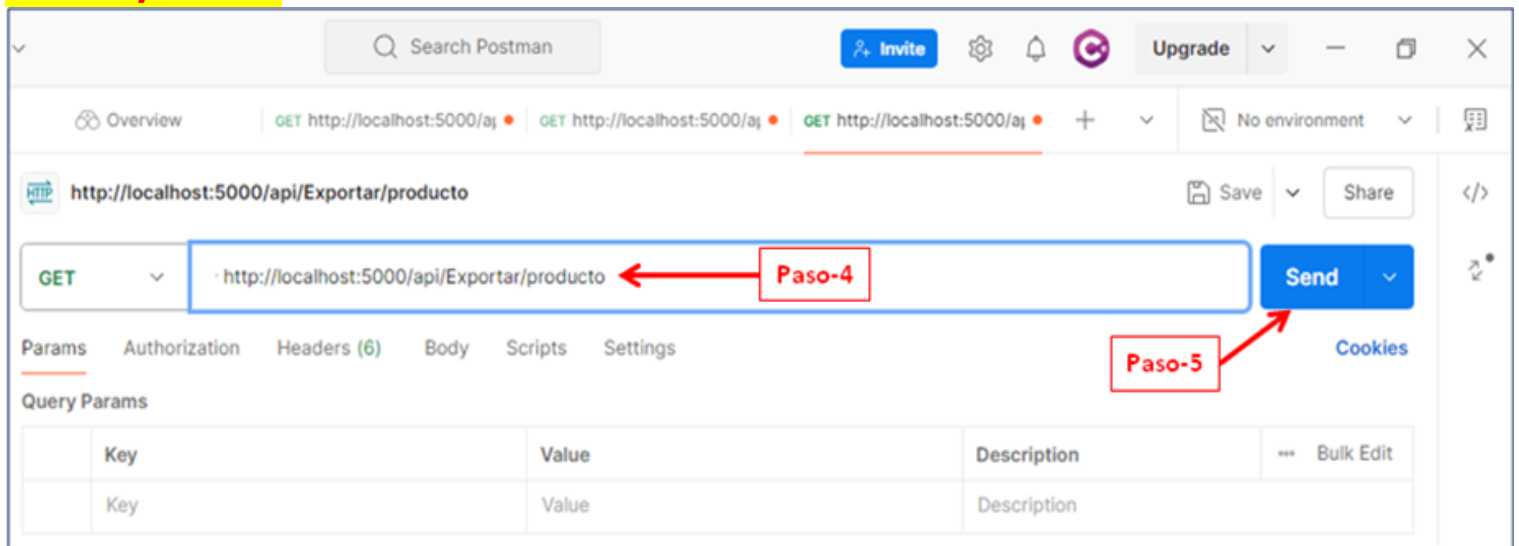 Search Postman
Invite
Upgrade
Overview
GET http://localhost:5000/a
GET http://localhost:5000/a
GET http://localhost:5000/a
No environment
HTTP http://localhost:5000/api/Exportar/producto
Save
Share
</>
GET
http://localhost:5000/api/Exportar/producto
Paso-4
Send
Params Authorization Headers (6) Body Scripts Settings
Cookies
Paso-5
Query Params
Key Value Description ••• Bulk Edit
Key Value Description